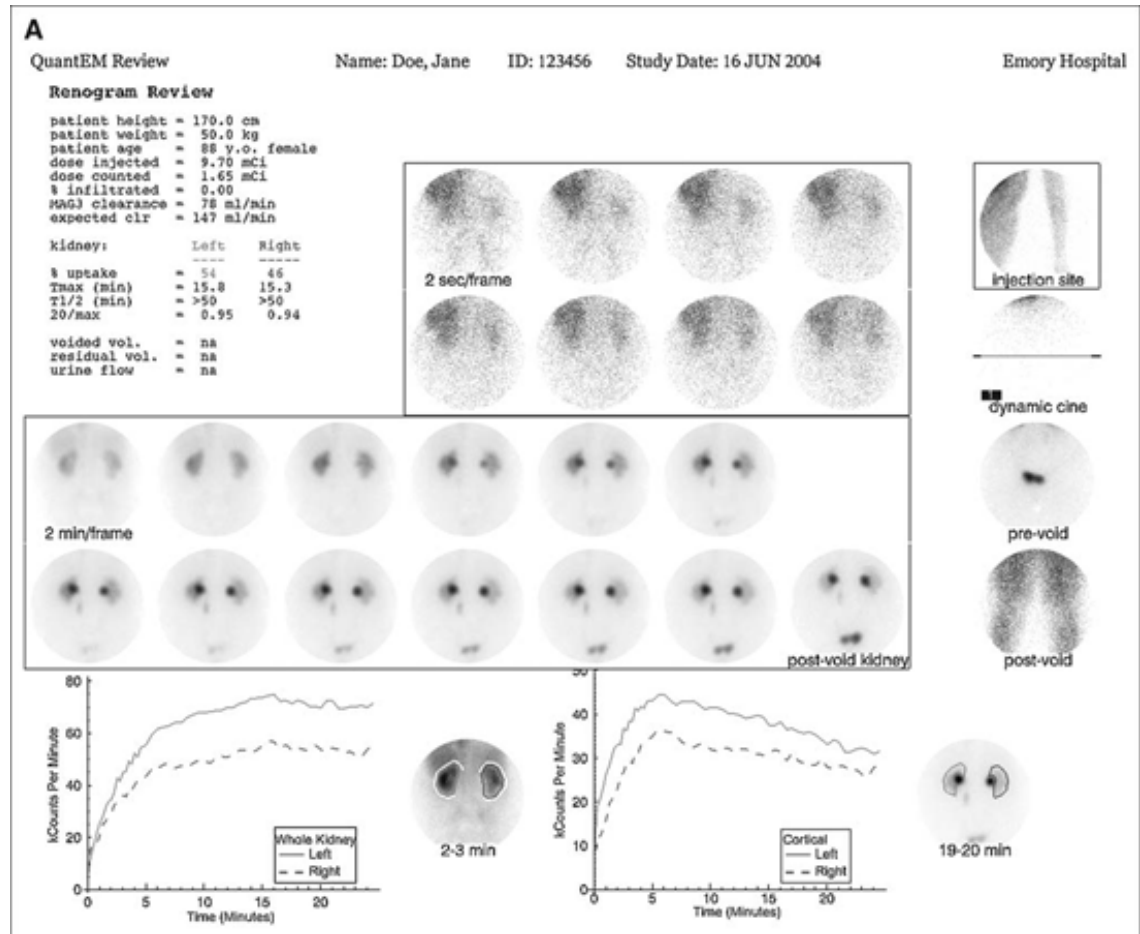 A
QuantEM Review Name: Doe, Jane ID: 123456 Study Date: 16 JUN 2004 Emory Hospital
Renogram Review
patient height = 170.0 cm
patient weight = 50.0 kg
patient age = 88 y.o. female
dose injected = 9.70 mCi
dose counted = 1.65 mCi
% infiltrated = 0.00
MAG3 clearance = 78 ml/min
expected clr = 147 ml/min
kidney: Left Right
---- -----
% uptake = 54 46
Tmax (min) = 15.8 15.3
T1/2 (min) = >50 >50
20/max = 0.95 0.94
voided vol. = na
residual vol. = na
urine flow = na
2 sec/frame
injection site
dynamic cine
2 min/frame
pre-void
post-void kidney
post-void
80
60
40
20
0
kCounts Per Minute
0 5 10 15 20
Time (Minutes)
Whole Kidney
Left
Right
2-3 min
50
40
30
20
10
0
kCounts Per Minute
0 5 10 15 20
Time (Minutes)
Cortical
Left
Right
19-20 min